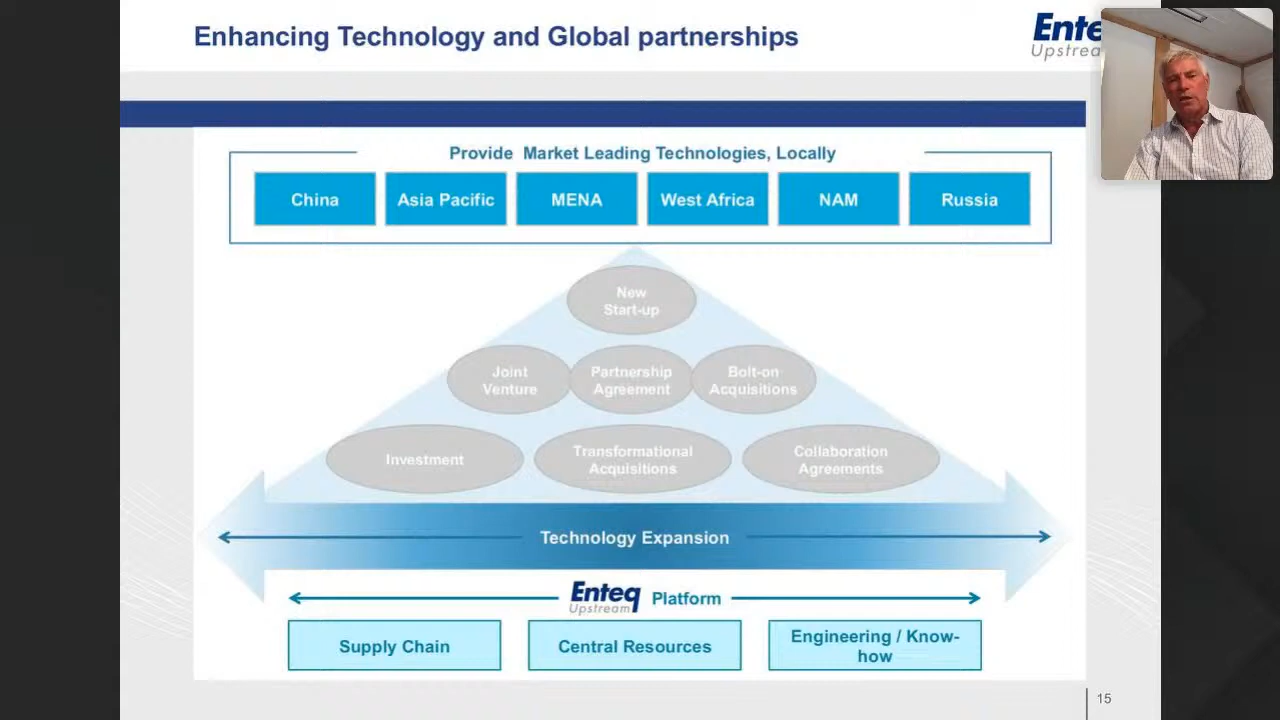 Enhancing Technology and Global partnerships
Upstrea
Provide Market Leading Technologies, Locally
China
Asia Pacific
MENA
West Africa
NAM
Russia
New
Start-up
Joint
Venture
Partnership
Agreement
Bolt-on
Acquisitions
Investment
Transformational
Acquisitions
Collaboration
Agreements
Technology Expansion
Enteq
Upstream
Platform
Supply Chain
Central Resources
Engineering / Know-
how
15